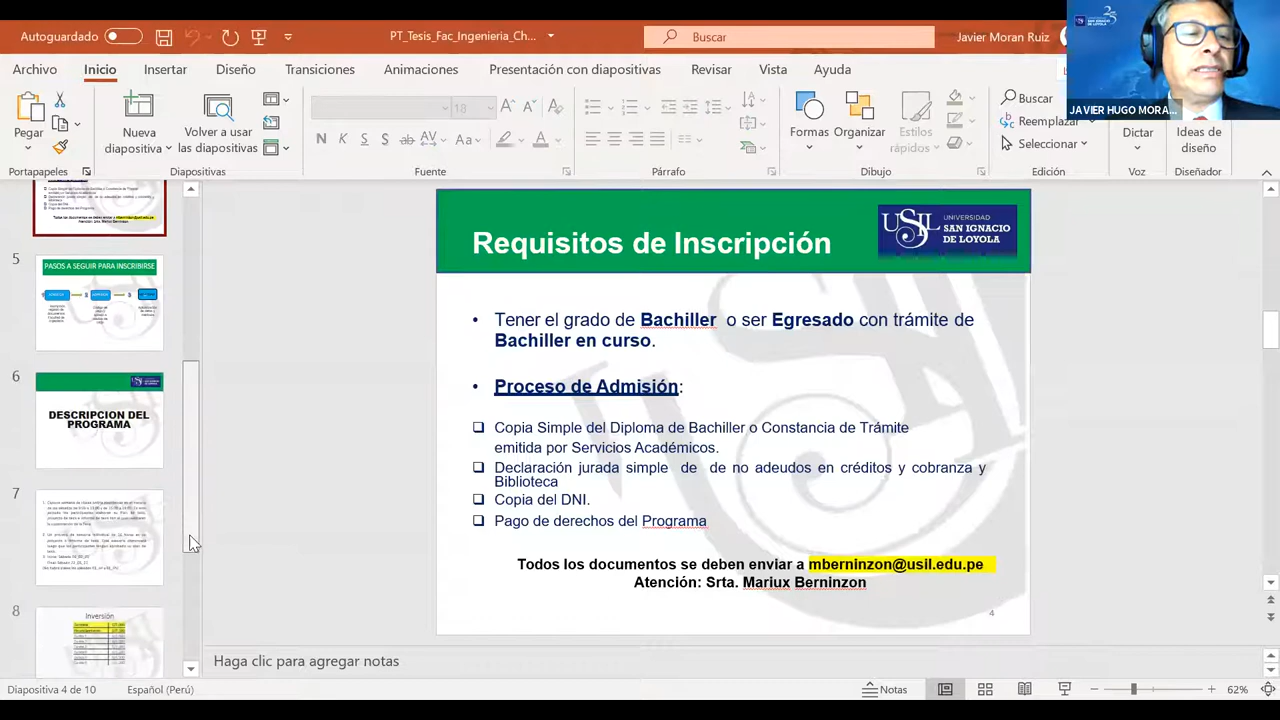 Autoguardado
PT_Tesis_Fac_Ingenieria_Ch...
Buscar
Javier Moran Ruiz
JAVIER HUGO MORA...
Archivo
Inicio
Insertar
Diseño
Transiciones
Animaciones
Presentación con diapositivas
Revisar
Vista
Ayuda
Pegar
Nueva
diapositiva
Volver a usar
las diapositivas
18
N
K
S
Aa
Formas
Organizar
Estilos
rápidos
Buscar
Reemplazar
Seleccionar
Dictar
Ideas de
diseño
Portapapeles
Diapositivas
Fuente
Párrafo
Dibujo
Edición
Voz
Diseñador
5
PASOS A SEGUIR PARA INSCRIBIRSE
6
DESCRIPCION DEL
PROGRAMA
7
8
Inversión
Requisitos de Inscripción
USIL
UNIVERSIDAD
SAN IGNACIO
DE LOYOLA
• Tener el grado de Bachiller o ser Egresado con trámite de
Bachiller en curso.
• Proceso de Admisión:
❑ Copia Simple del Diploma de Bachiller o Constancia de Trámite
emitida por Servicios Académicos.
❑ Declaración jurada simple de de no adeudos en créditos y cobranza y
Biblioteca
❑ Copia del DNI.
❑ Pago de derechos del Programa
Todos los documentos se deben enviar a mberninzon@usil.edu.pe
Atención: Srta. Mariux Berninzon
4
Haga clic para agregar notas
Diapositiva 4 de 10
Español (Perú)
Notas
62%